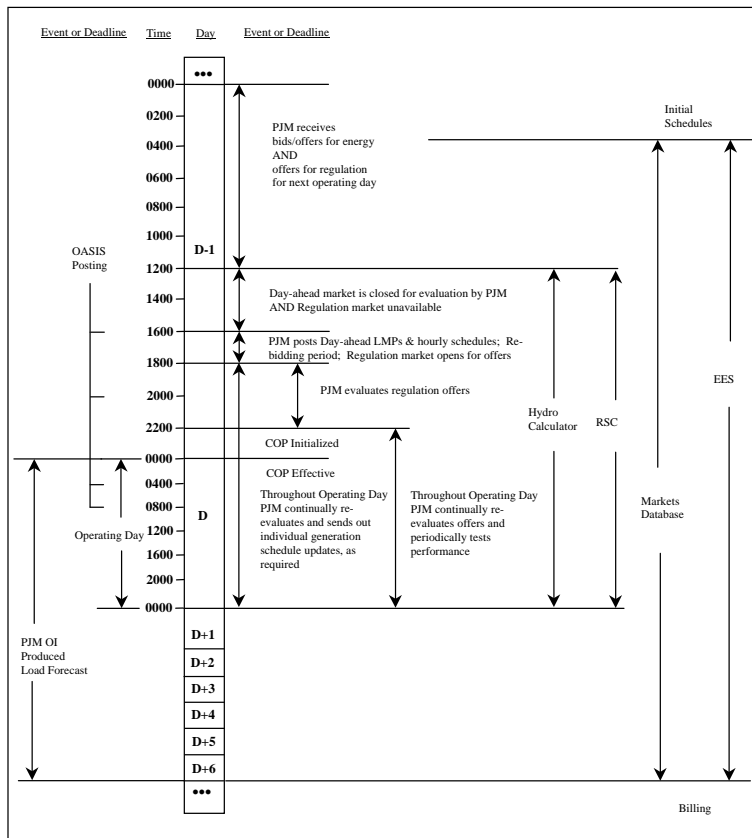 Event or Deadline Time Day Event or Deadline
•••
0000
0200
0400
0600
0800
1000
1200
1400
1600
1800
2000
2200
0000
0400
0800
1200
1600
2000
0000
D-1
D
D+1
D+2
D+3
D+4
D+5
D+6
•••
PJM receives
bids/offers for energy
AND
offers for regulation
for next operating day
Initial
Schedules
OASIS
Posting
Day-ahead market is closed for evaluation by PJM
AND Regulation market unavailable
PJM posts Day-ahead LMPs & hourly schedules; Re-
bidding period; Regulation market opens for offers
PJM evaluates regulation offers
COP Initialized
COP Effective
Throughout Operating Day
PJM continually re-
evaluates and sends out
individual generation
schedule updates, as
required
Throughout Operating Day
PJM continually re-
evaluates offers and
periodically tests
performance
Hydro
Calculator
RSC
EES
Markets
Database
Operating Day
PJM OI
Produced
Load Forecast
Billing